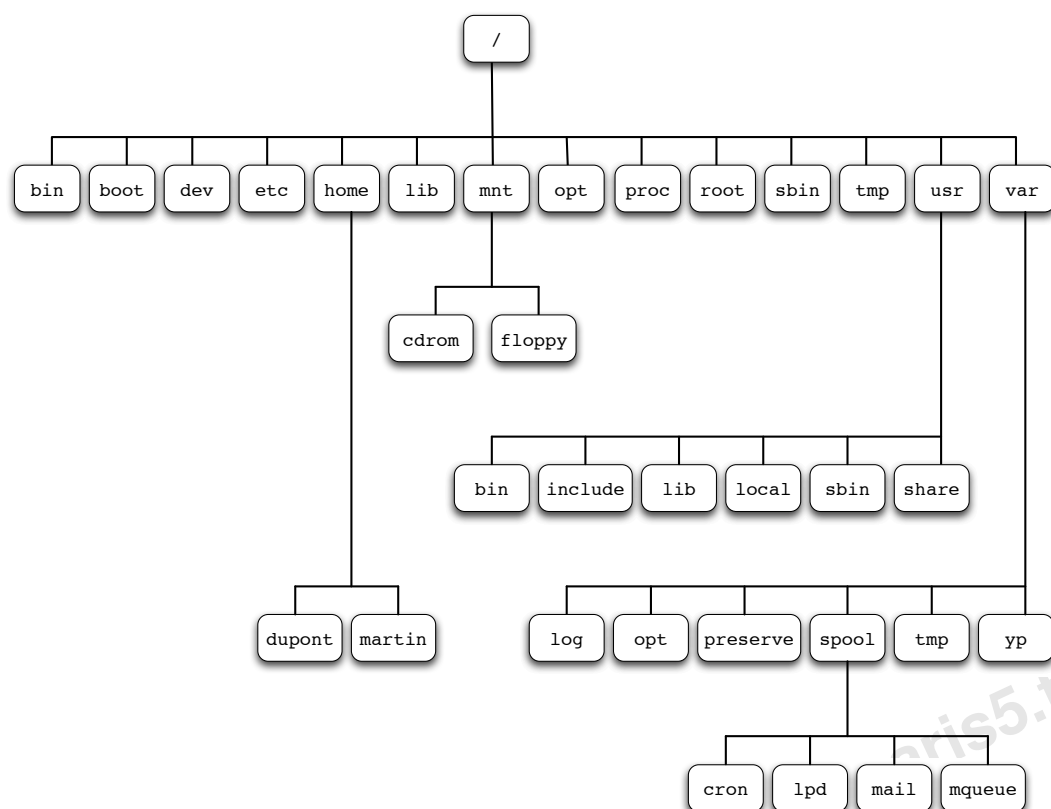 /
bin boot dev etc home lib mnt opt proc root sbin tmp usr var
cdrom floppy
bin include lib local sbin share
dupont martin log opt preserve spool tmp yp
cron lpd mail mqueue